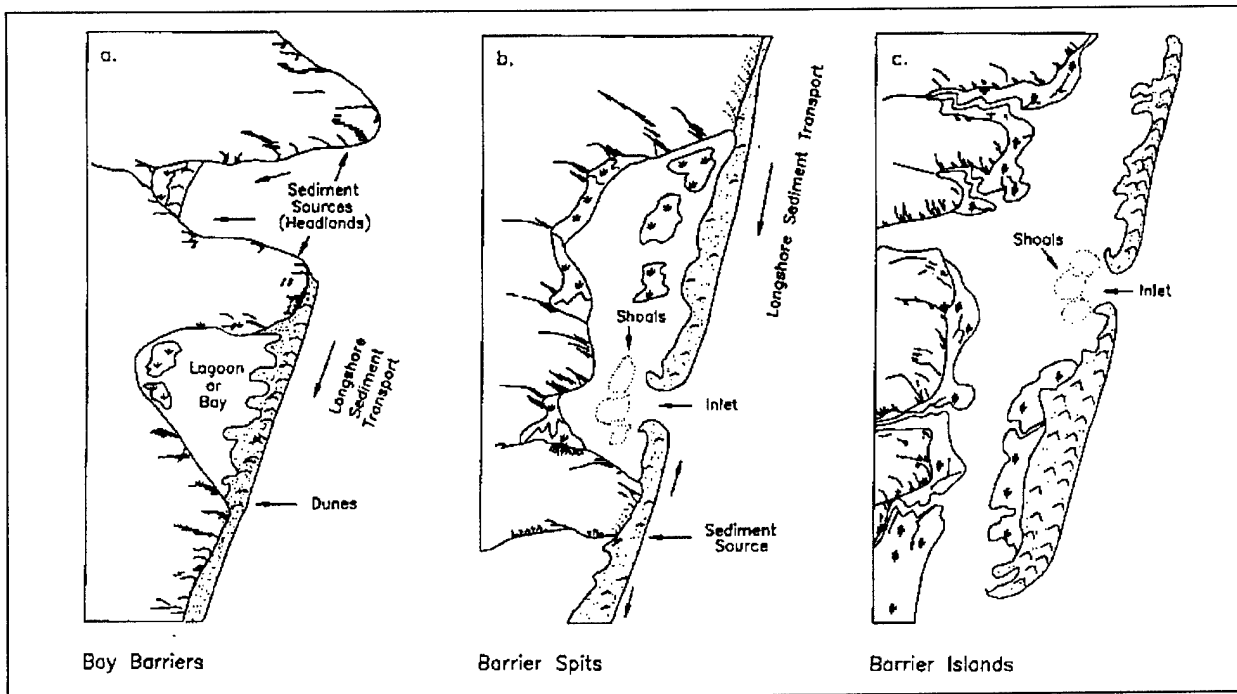 a.
Sediment
Sources
(Headlands)
Lagoon
or
Bay
Longshore
Sediment
Transport
Dunes
Bay Barriers
b.
Longshore Sediment Transport
Shoals
Inlet
Sediment
Source
Barrier Spits
c.
Shoals
Inlet
Barrier Islands